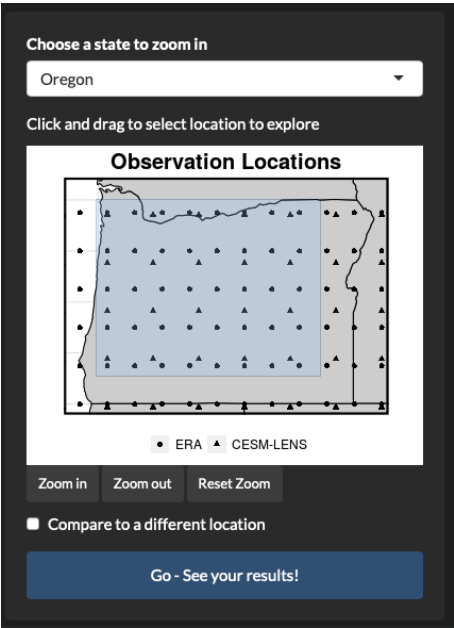 Choose a state to zoom in
Oregon
Click and drag to select location to explore
Observation Locations
ERA CESM-LENS
Zoom in Zoom out Reset Zoom
Compare to a different location
Go - See your results!